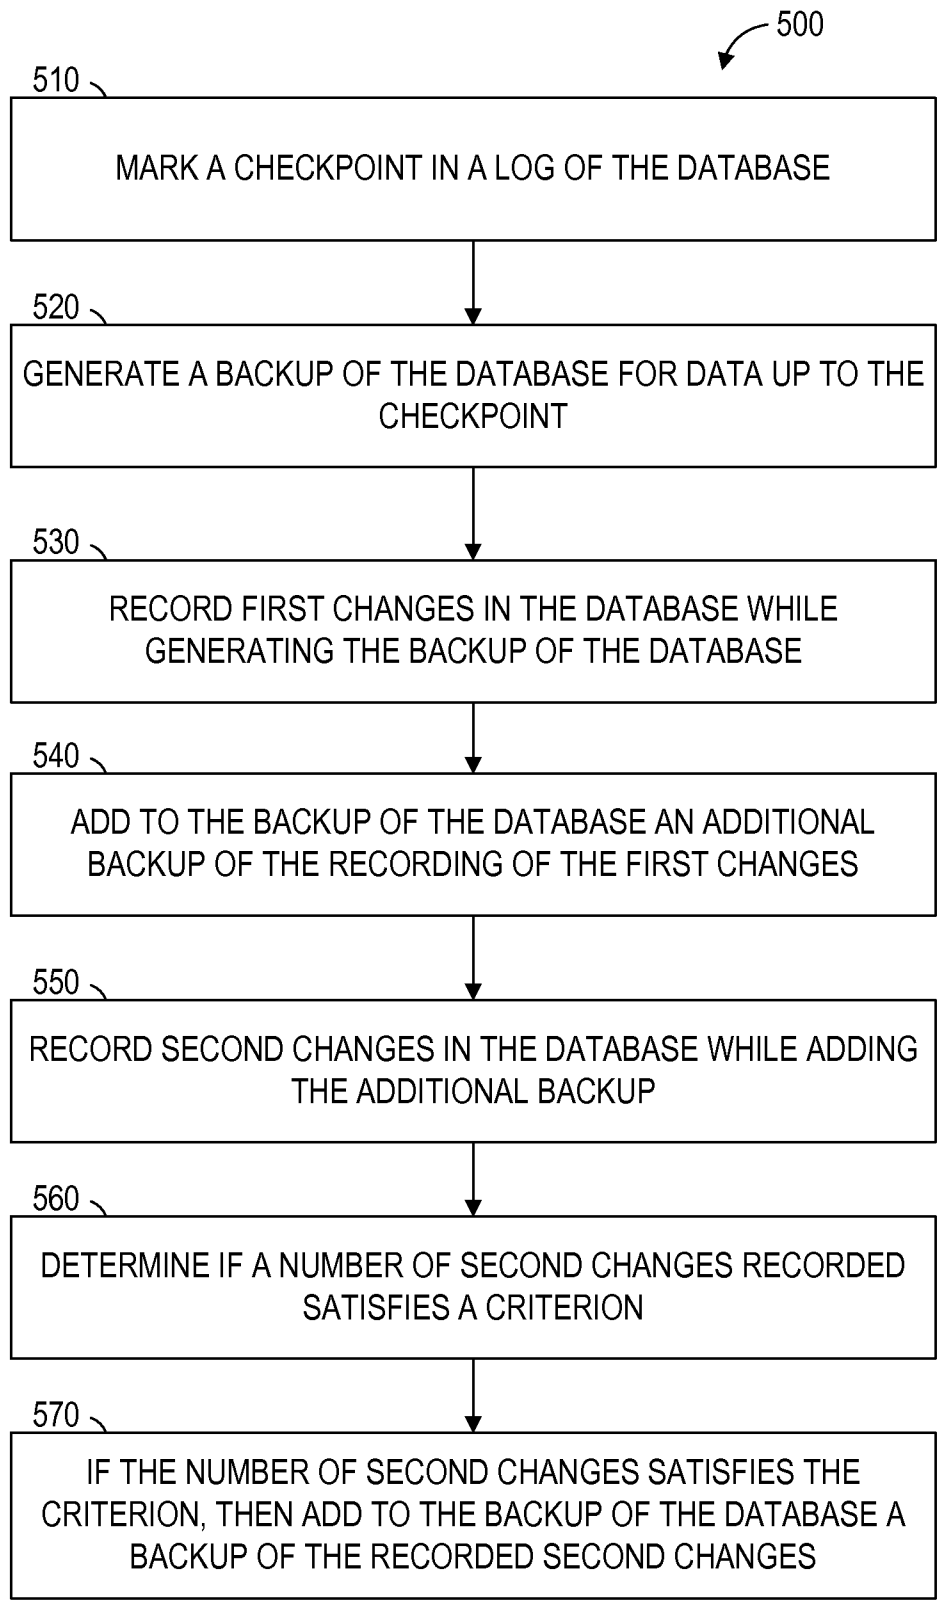 500
510
MARK A CHECKPOINT IN A LOG OF THE DATABASE
520
GENERATE A BACKUP OF THE DATABASE FOR DATA UP TO THE
CHECKPOINT
530
RECORD FIRST CHANGES IN THE DATABASE WHILE
GENERATING THE BACKUP OF THE DATABASE
540
ADD TO THE BACKUP OF THE DATABASE AN ADDITIONAL
BACKUP OF THE RECORDING OF THE FIRST CHANGES
550
RECORD SECOND CHANGES IN THE DATABASE WHILE ADDING
THE ADDITIONAL BACKUP
560
DETERMINE IF A NUMBER OF SECOND CHANGES RECORDED
SATISFIES A CRITERION
570
IF THE NUMBER OF SECOND CHANGES SATISFIES THE
CRITERION, THEN ADD TO THE BACKUP OF THE DATABASE A
BACKUP OF THE RECORDED SECOND CHANGES